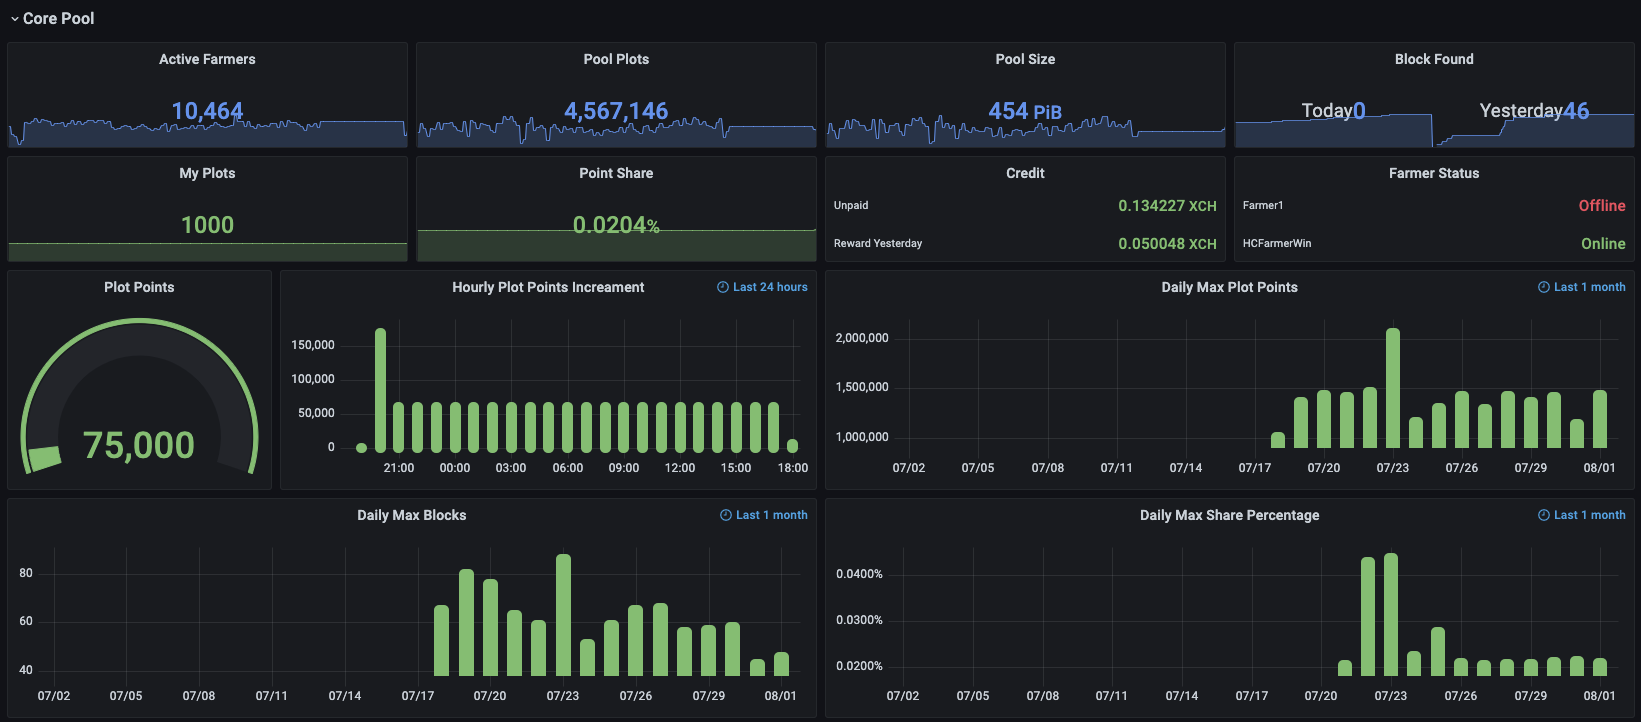 Core Pool
Active Farmers
10,464
Pool Plots
4,567,146
Pool Size
454 PiB
Block Found
Today0
Yesterday46
My Plots
1000
Point Share
0.0204%
Credit
Unpaid
0.134227 XCH
Reward Yesterday
0.050048 XCH
Farmer Status
Farmer1
Offline
HCFarmerWin
Online
Plot Points
75,000
Hourly Plot Points Increament
Last 24 hours
150,000
100,000
50,000
0
21:00 00:00 03:00 06:00 09:00 12:00 15:00 18:00
Daily Max Plot Points
Last 1 month
2,000,000
1,500,000
1,000,000
07/02 07/05 07/08 07/11 07/14 07/17 07/20 07/23 07/26 07/29 08/01
Daily Max Blocks
Last 1 month
80
60
40
07/02 07/05 07/08 07/11 07/14 07/17 07/20 07/23 07/26 07/29 08/01
Daily Max Share Percentage
Last 1 month
0.0400%
0.0300%
0.0200%
07/02 07/05 07/08 07/11 07/14 07/17 07/20 07/23 07/26 07/29 08/01